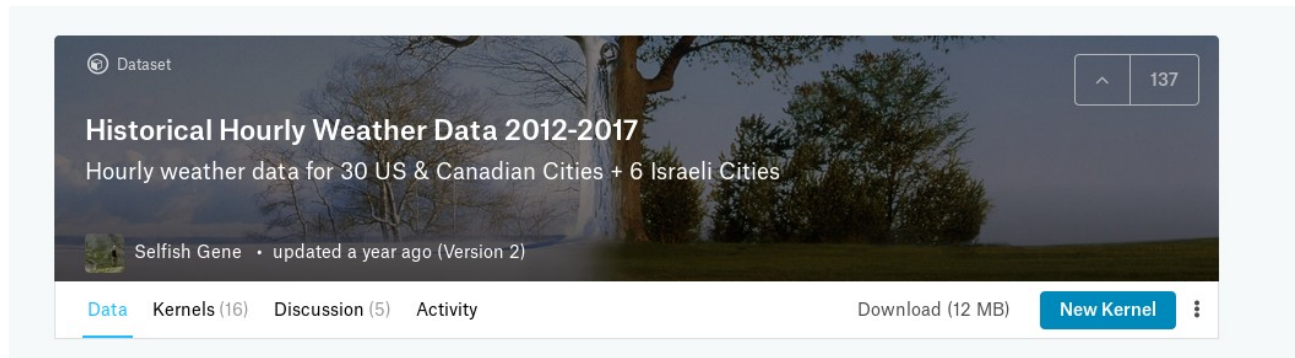 Dataset
137
Historical Hourly Weather Data 2012-2017
Hourly weather data for 30 US & Canadian Cities + 6 Israeli Cities
Selfish Gene • updated a year ago (Version 2)
Data Kernels (16) Discussion (5) Activity Download (12 MB) New Kernel